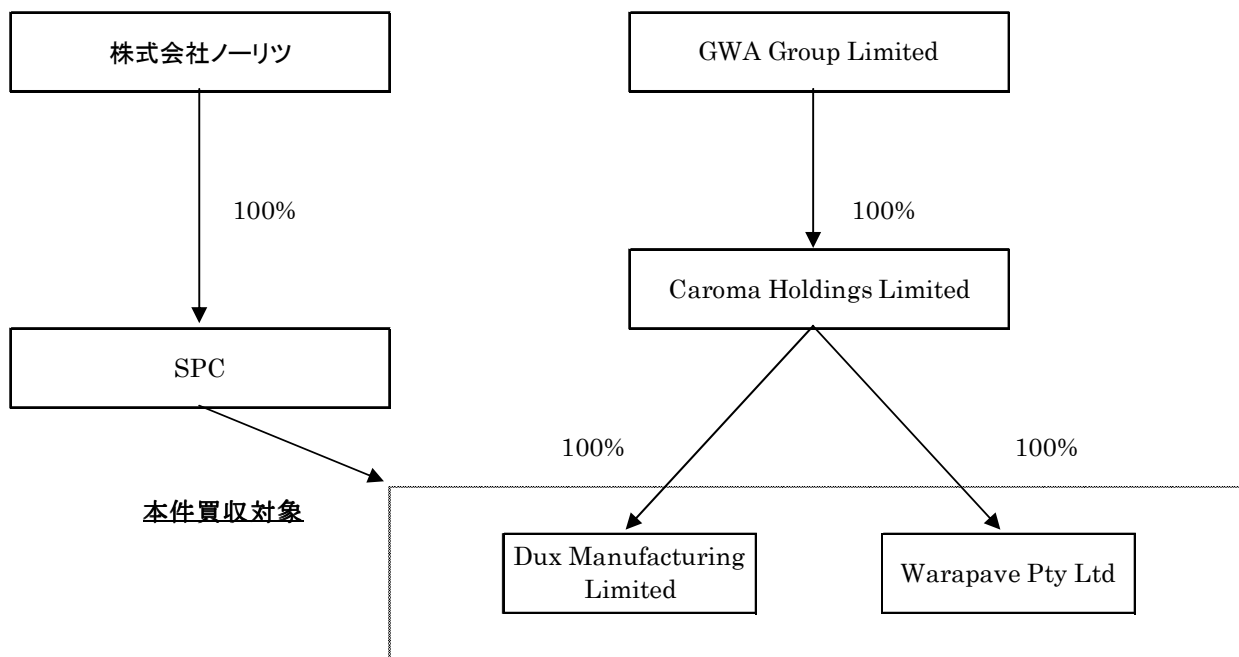 株式会社ノーリツ
GWA Group Limited
100%
100%
Caroma Holdings Limited
SPC
100%
100%
本件買収対象
Dux Manufacturing
Limited
Warapave Pty Ltd